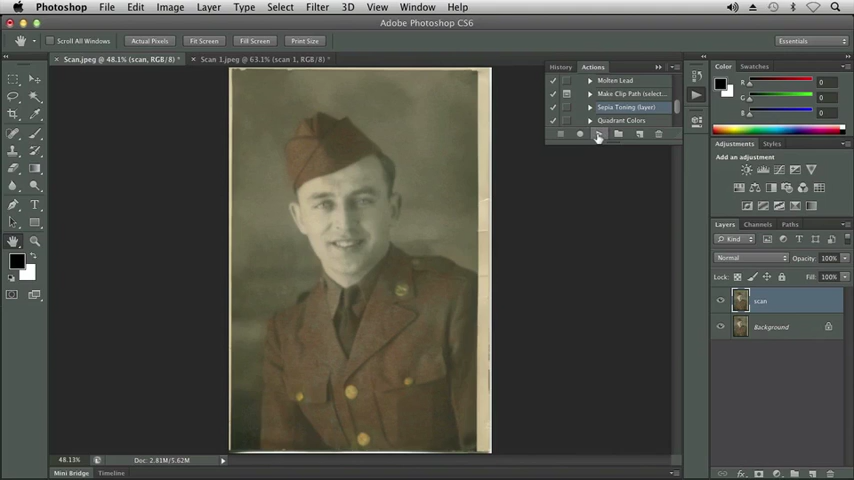 Photoshop File Edit Image Layer Type Select Filter 3D View Window Help
Adobe Photoshop CS6
Scroll All Windows Actual Pixels Fit Screen Fill Screen Print Size Essentials
Scan.jpeg @ 48.1% (scan, RGB/8) * Scan 1.jpeg @ 63.1% (scan 1, RGB/8) *
History Actions
Molten Lead
Make Clip Path (select...
Sepia Toning (layer)
Quadrant Colors
Color Swatches
R 0
G 0
B 0
Adjustments Styles
Add an adjustment
Layers Channels Paths
Kind
Normal Opacity: 100%
Lock: Fill: 100%
scan
Background
48.13% Doc: 2.81M/5.62M
Mini Bridge Timeline